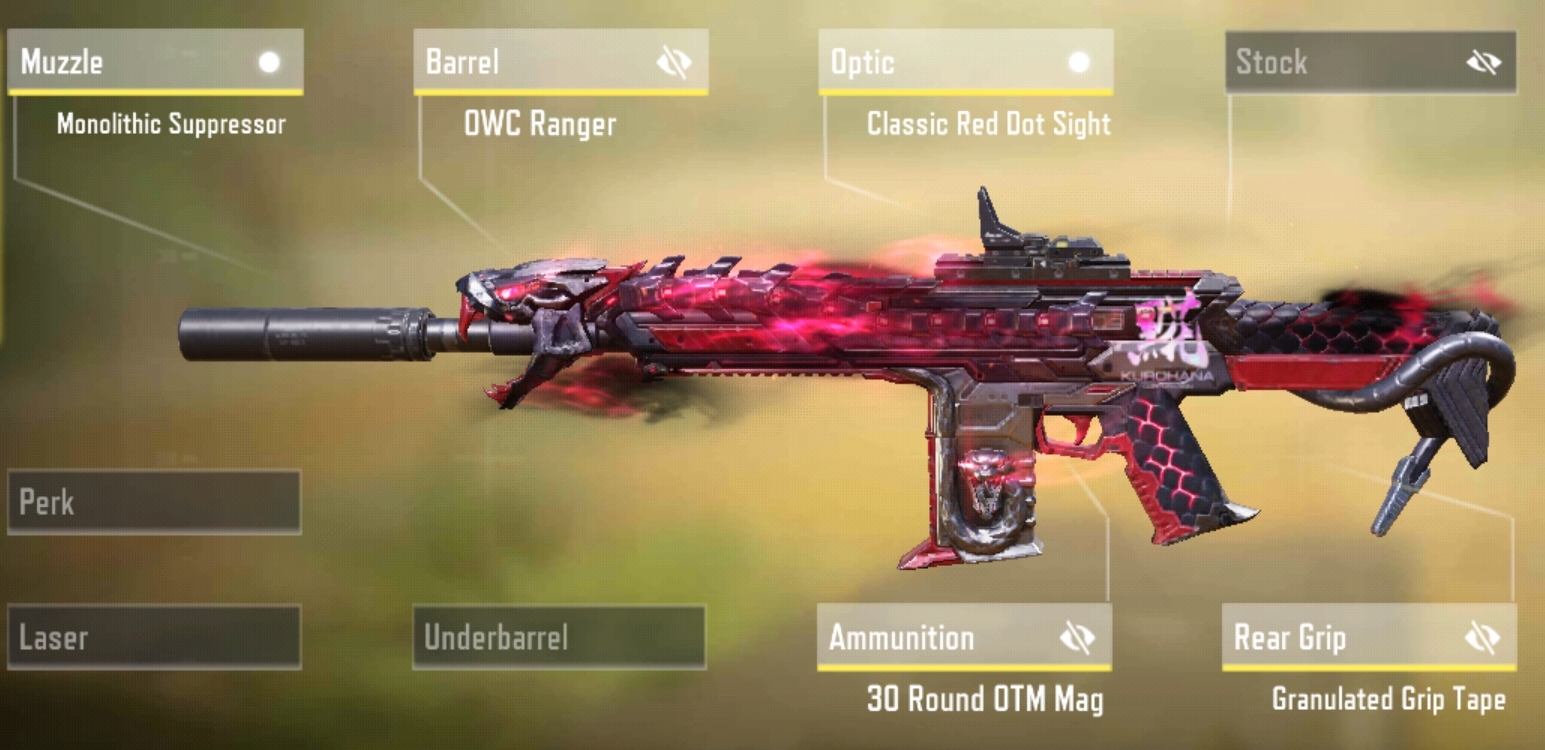 Muzzle
Barrel
Optic
Stock
Monolithic Suppressor
OWC Ranger
Classic Red Dot Sight
KUROHANA
Perk
Laser
Underbarrel
Ammunition
Rear Grip
30 Round OTM Mag
Granulated Grip Tape